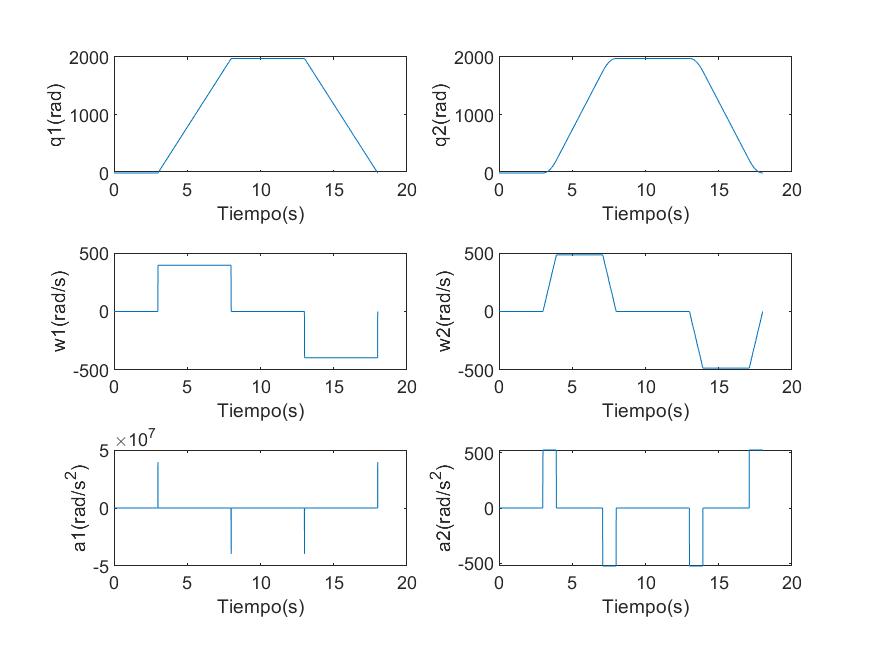 2000
1000
0
q1(rad)
0 5 10 15 20
Tiempo(s)
2000
1000
0
q2(rad)
0 5 10 15 20
Tiempo(s)
500
0
-500
w1(rad/s)
0 5 10 15 20
Tiempo(s)
500
0
-500
w2(rad/s)
0 5 10 15 20
Tiempo(s)
×10⁷
5
0
-5
a1(rad/s²)
0 5 10 15 20
Tiempo(s)
500
0
-500
a2(rad/s²)
0 5 10 15 20
Tiempo(s)